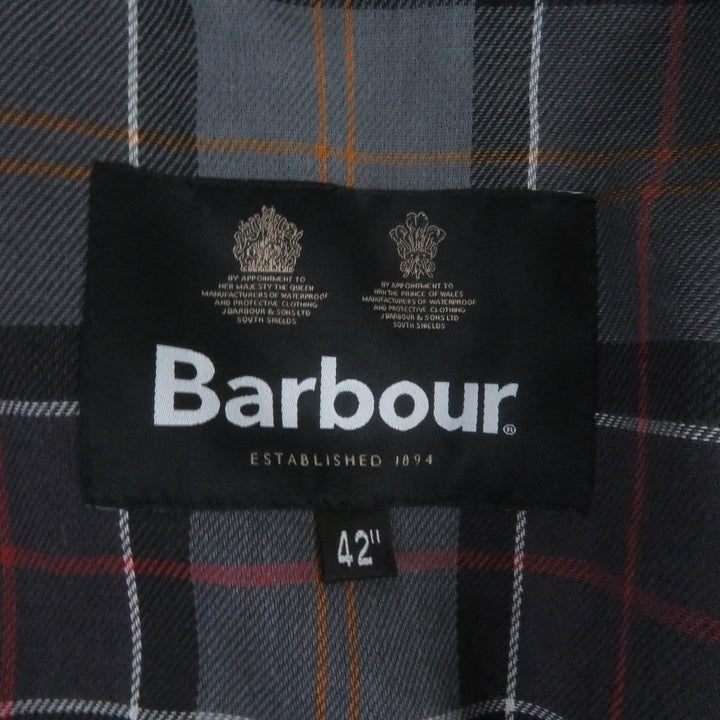 BY APPOINTMENT TO
HER MAJESTY THE QUEEN
MANUFACTURERS OF WATERPROOF
AND PROTECTIVE CLOTHING
J BARBOUR & SONS LTD
SOUTH SHIELDS
BY APPOINTMENT TO
HRH THE PRINCE OF WALES
MANUFACTURERS OF WATERPROOF
AND PROTECTIVE CLOTHING
J BARBOUR & SONS LTD
SOUTH SHIELDS
Barbour®
ESTABLISHED 1894
42"